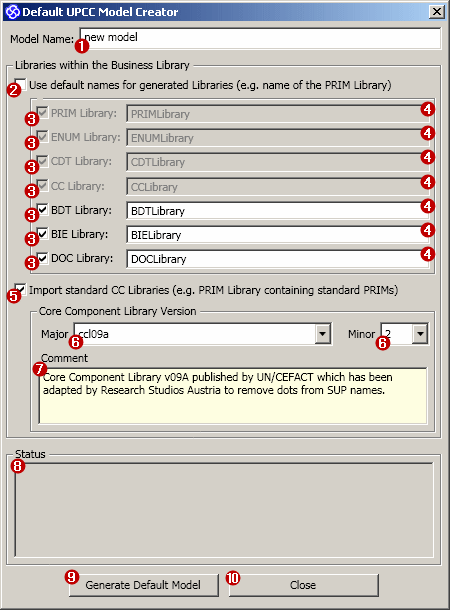 Default UPCC Model Creator
Model Name: new model
1
Libraries within the Business Library
2 Use default names for generated Libraries (e.g. name of the PRIM Library)
3 PRIM Library: PRIMLibrary 4
3 ENUM Library: ENUMLibrary 4
3 CDT Library: CDTLibrary 4
3 CC Library: CCLibrary 4
3 BDT Library: BDTLibrary 4
3 BIE Library: BIELibrary 4
3 DOC Library: DOCLibrary 4
5 Import standard CC Libraries (e.g. PRIM Library containing standard PRIMs)
Core Component Library Version
Major ccl09a Minor 2
6 6
Comment
7
Core Component Library v09A published by UN/CEFACT which has been
adapted by Research Studios Austria to remove dots from SUP names.
Status
8
9 Generate Default Model 10 Close